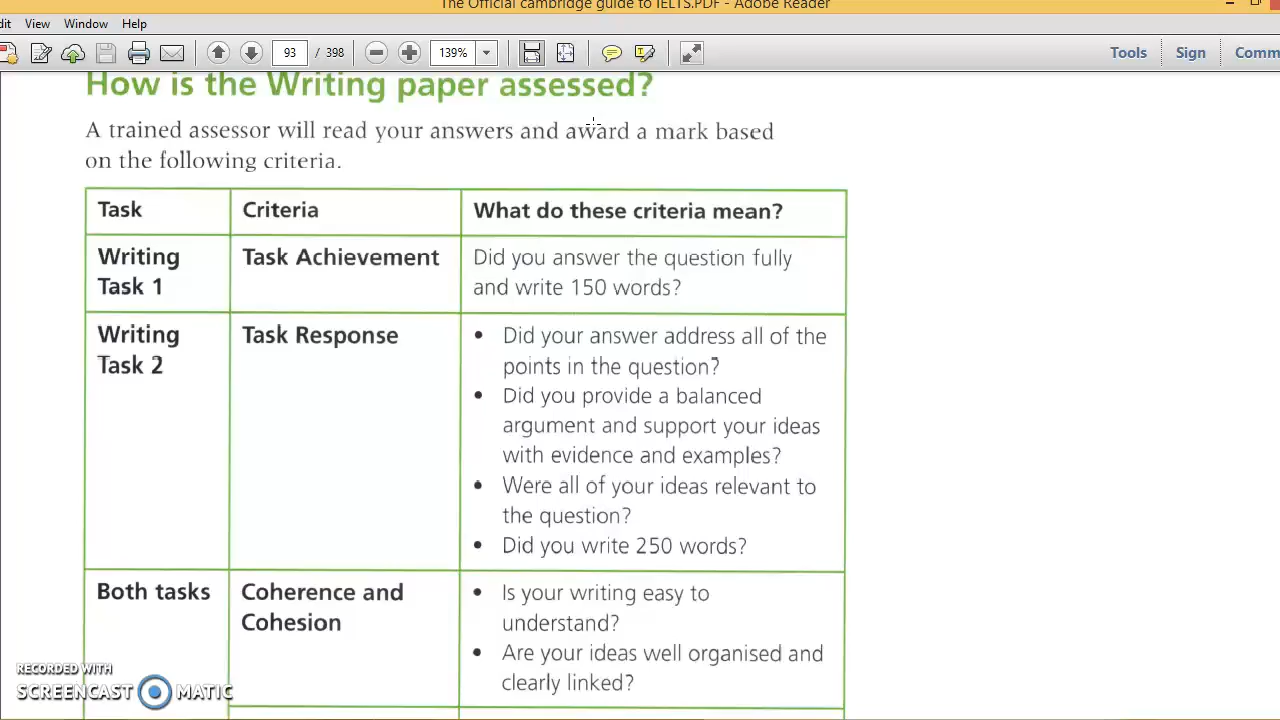 The Official cambridge guide to IELTS.PDF - Adobe Reader
dit View Window Help
93 / 398 139% Tools Sign Comm
How is the Writing paper assessed?
A trained assessor will read your answers and award a mark based
on the following criteria.
Task Criteria What do these criteria mean?
Writing Task Achievement Did you answer the question fully
Task 1 and write 150 words?
Writing Task Response • Did your answer address all of the
Task 2 points in the question?
• Did you provide a balanced
argument and support your ideas
with evidence and examples?
• Were all of your ideas relevant to
the question?
• Did you write 250 words?
Both tasks Coherence and • Is your writing easy to
Cohesion understand?
• Are your ideas well organised and
clearly linked?
RECORDED WITH
SCREENCAST MATIC